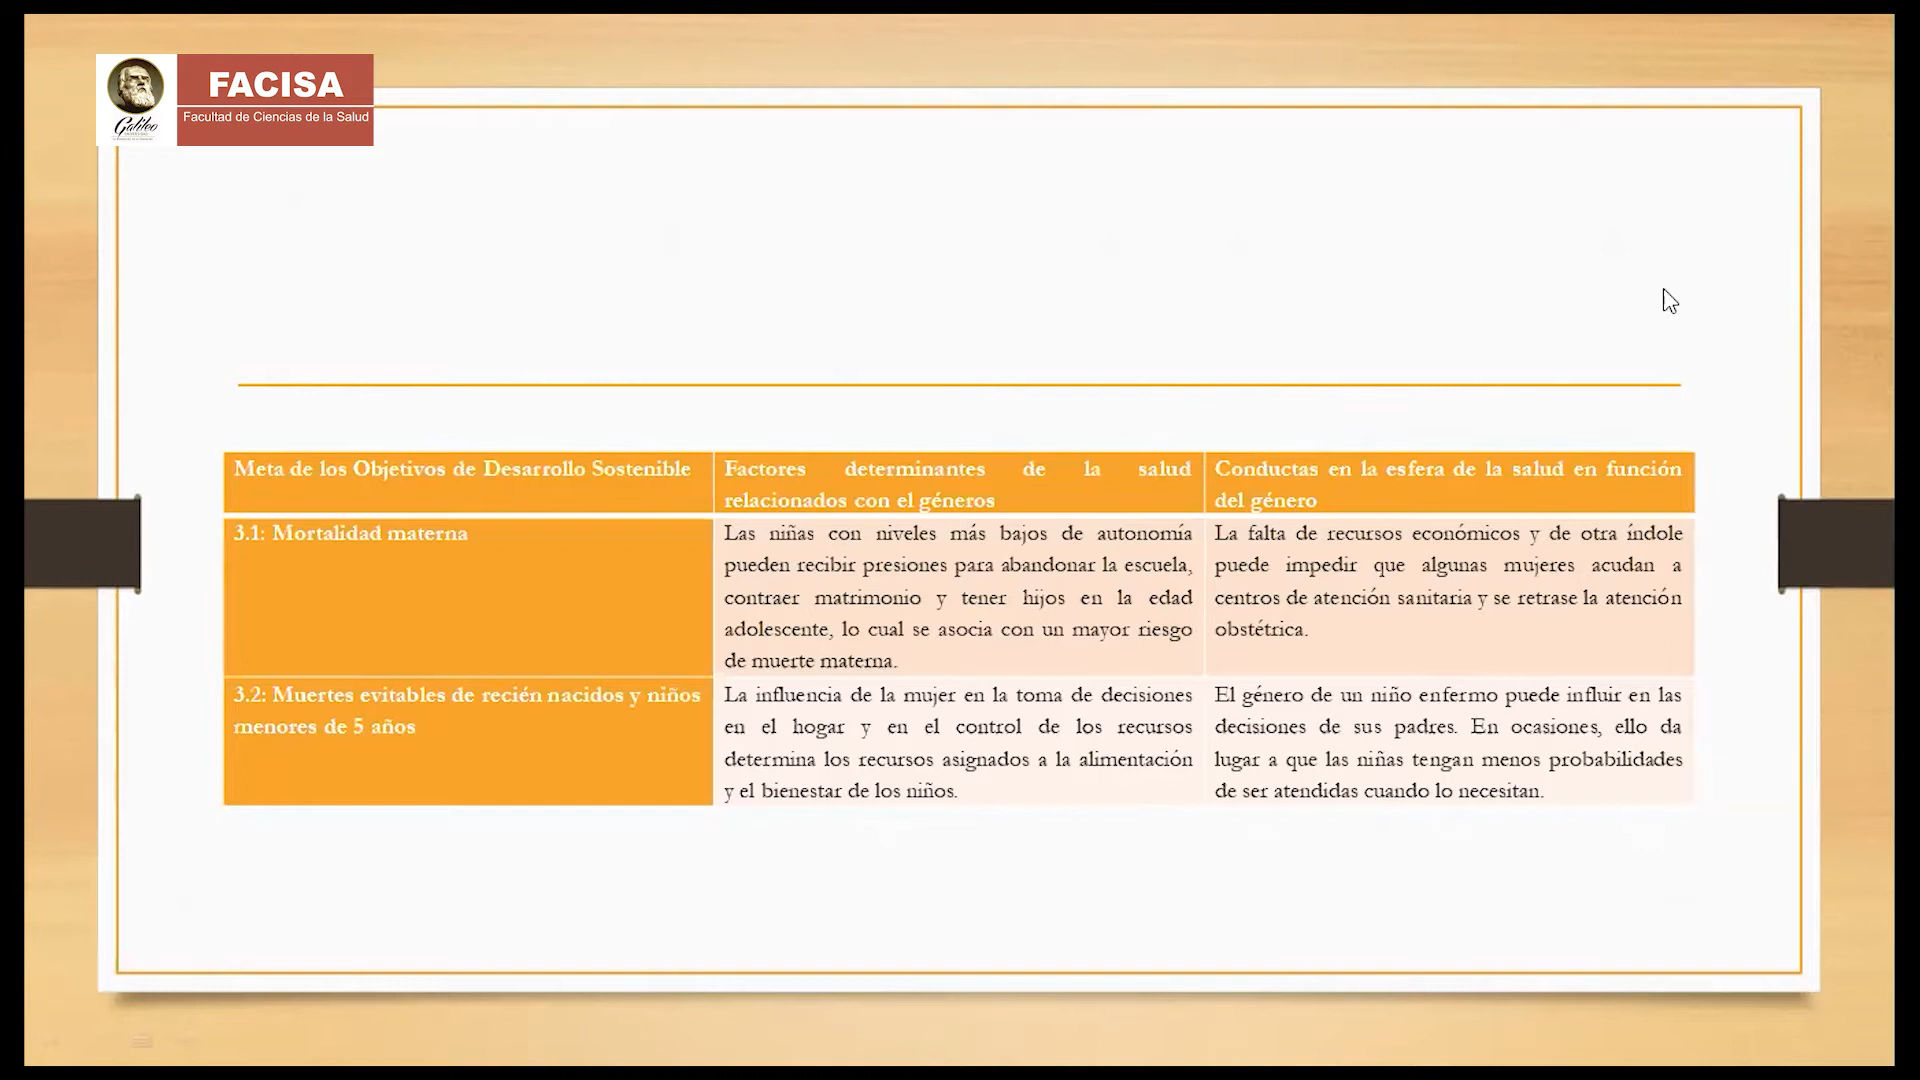 FACISA
Facultad de Ciencias de la Salud
Galileo
Meta de los Objetivos de Desarrollo Sostenible
Factores determinantes de la salud
relacionados con el géneros
Conductas en la esfera de la salud en función
del género
3.1: Mortalidad materna
Las niñas con niveles más bajos de autonomía
pueden recibir presiones para abandonar la escuela,
contraer matrimonio y tener hijos en la edad
adolescente, lo cual se asocia con un mayor riesgo
de muerte materna.
La falta de recursos económicos y de otra índole
puede impedir que algunas mujeres acudan a
centros de atención sanitaria y se retrase la atención
obstétrica.
3.2: Muertes evitables de recién nacidos y niños
menores de 5 años
La influencia de la mujer en la toma de decisiones
en el hogar y en el control de los recursos
determina los recursos asignados a la alimentación
y el bienestar de los niños.
El género de un niño enfermo puede influir en las
decisiones de sus padres. En ocasiones, ello da
lugar a que las niñas tengan menos probabilidades
de ser atendidas cuando lo necesitan.